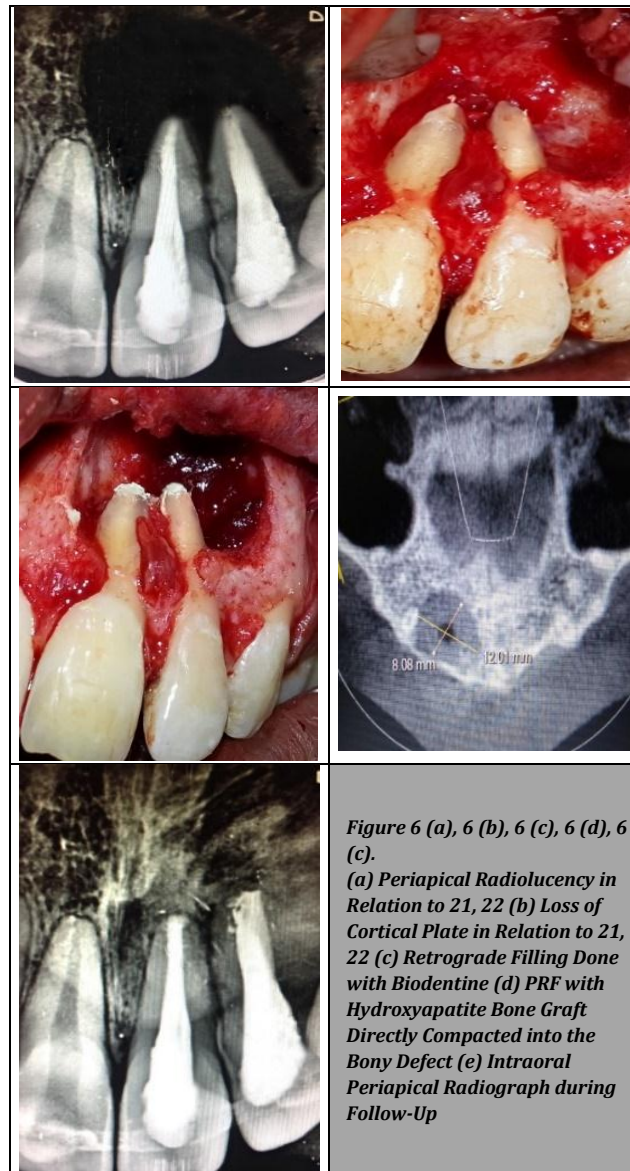 D
8.08 mm
12.01 mm
Figure 6 (a), 6 (b), 6 (c), 6 (d), 6
(c).
(a) Periapical Radiolucency in
Relation to 21, 22 (b) Loss of
Cortical Plate in Relation to 21,
22 (c) Retrograde Filling Done
with Biodentine (d) PRF with
Hydroxyapatite Bone Graft
Directly Compacted into the
Bony Defect (e) Intraoral
Periapical Radiograph during
Follow-Up